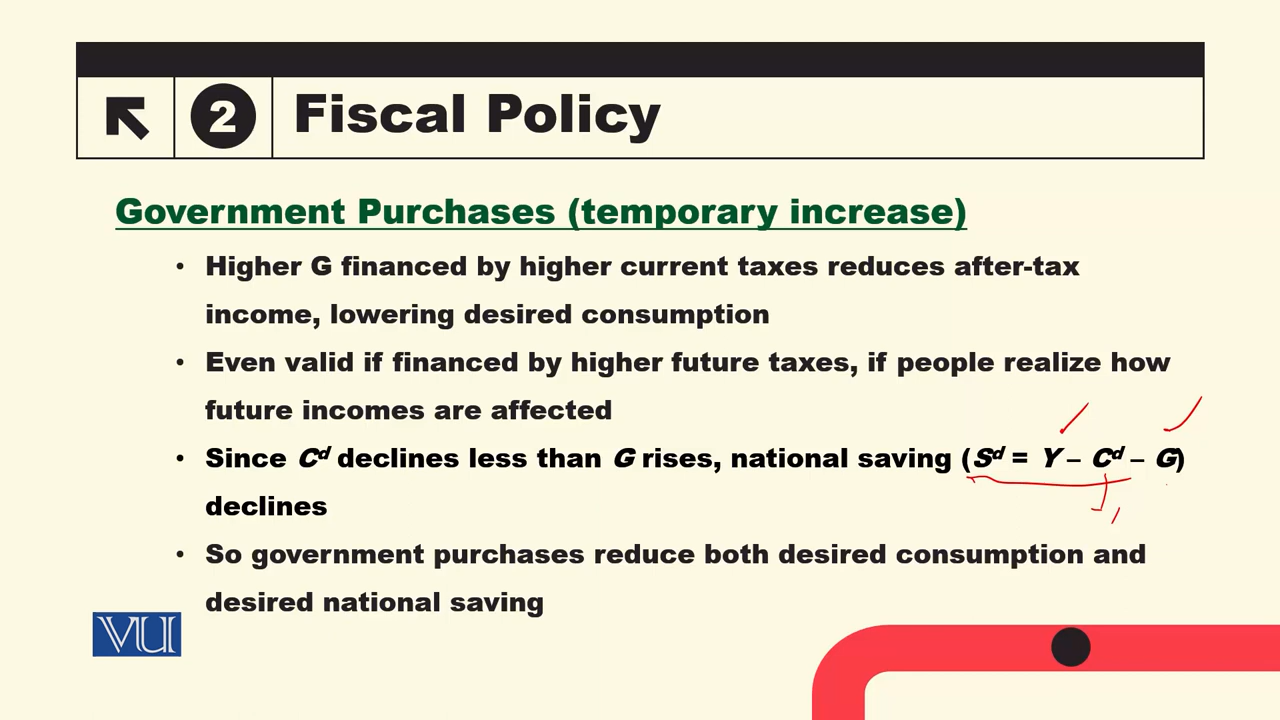 2 Fiscal Policy
Government Purchases (temporary increase)
• Higher G financed by higher current taxes reduces after-tax
income, lowering desired consumption
• Even valid if financed by higher future taxes, if people realize how
future incomes are affected
• Since Cᵈ declines less than G rises, national saving (Sᵈ = Y – Cᵈ – G)
declines
• So government purchases reduce both desired consumption and
desired national saving
VU